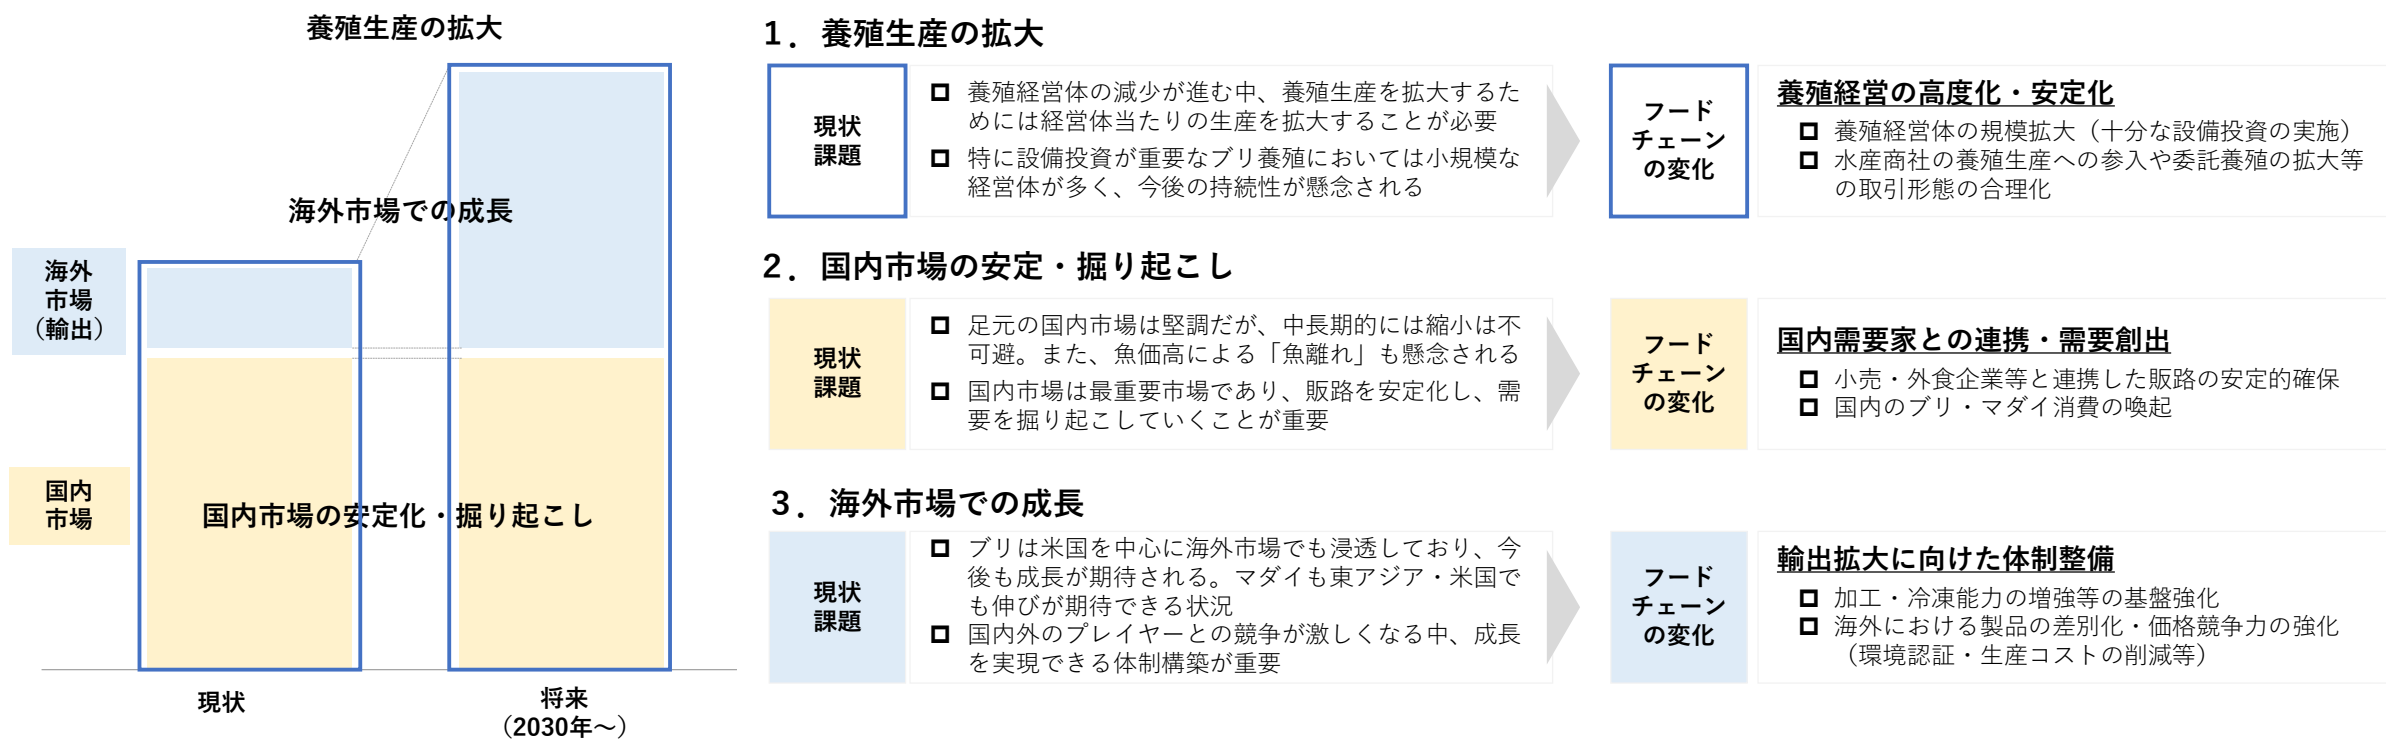 養殖生産の拡大
海外市場での成長
海外
市場
（輸出）
国内
市場
国内市場の安定化・掘り起こし
現状
将来
（2030年～）
1．養殖生産の拡大
現状
課題
養殖経営体の減少が進む中、養殖生産を拡大するた
めには経営体当たりの生産を拡大することが必要
特に設備投資が重要なブリ養殖においては小規模な
経営体が多く、今後の持続性が懸念される
フード
チェーン
の変化
養殖経営の高度化・安定化
養殖経営体の規模拡大（十分な設備投資の実施）
水産商社の養殖生産への参入や委託養殖の拡大等
の取引形態の合理化
2．国内市場の安定・掘り起こし
現状
課題
足元の国内市場は堅調だが、中長期的には縮小は不
可避。また、魚価高による「魚離れ」も懸念される
国内市場は最重要市場であり、販路を安定化し、需
要を掘り起こしていくことが重要
フード
チェーン
の変化
国内需要家との連携・需要創出
小売・外食企業等と連携した販路の安定的確保
国内のブリ・マダイ消費の喚起
3．海外市場での成長
現状
課題
ブリは米国を中心に海外市場でも浸透しており、今
後も成長が期待される。マダイも東アジア・米国で
も伸びが期待できる状況
国内外のプレイヤーとの競争が激しくなる中、成長
を実現できる体制構築が重要
フード
チェーン
の変化
輸出拡大に向けた体制整備
加工・冷凍能力の増強等の基盤強化
海外における製品の差別化・価格競争力の強化
（環境認証・生産コストの削減等）